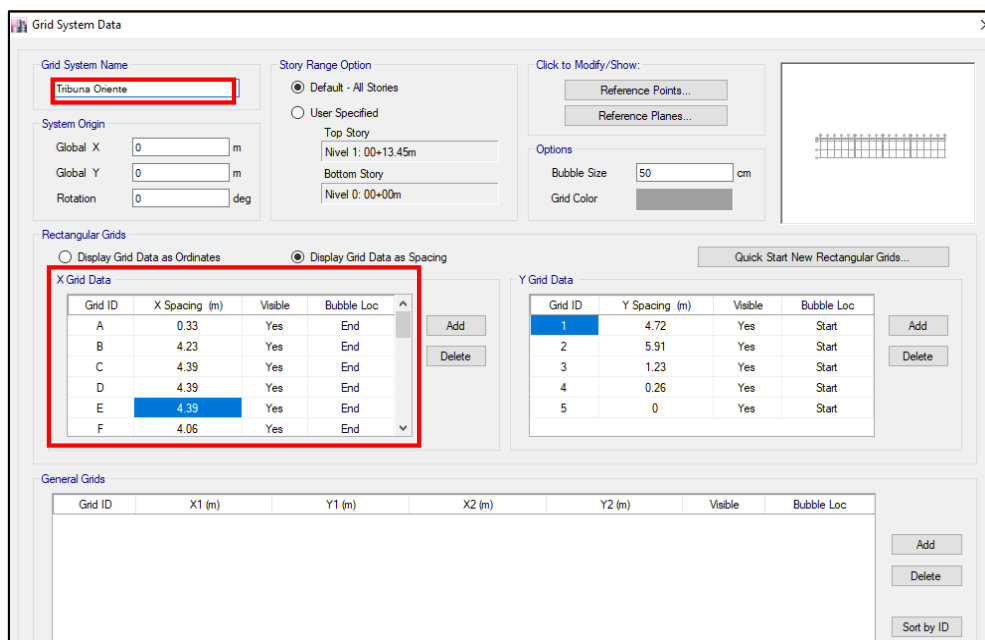 Grid System Data
Grid System Name
Tribuna Oriente
System Origin
Global X 0 m
Global Y 0 m
Rotation 0 deg
Story Range Option
Default - All Stories
User Specified
Top Story
Nivel 1: 00+13.45m
Bottom Story
Nivel 0: 00+00m
Click to Modify/Show:
Reference Points...
Reference Planes...
Options
Bubble Size 50 cm
Grid Color
Rectangular Grids
Display Grid Data as Ordinates Display Grid Data as Spacing Quick Start New Rectangular Grids...
X Grid Data
Grid ID X Spacing (m) Visible Bubble Loc
A 0.33 Yes End
B 4.23 Yes End
C 4.39 Yes End
D 4.39 Yes End
E 4.39 Yes End
F 4.06 Yes End
Add
Delete
Y Grid Data
Grid ID Y Spacing (m) Visible Bubble Loc
1 4.72 Yes Start
2 5.91 Yes Start
3 1.23 Yes Start
4 0.26 Yes Start
5 0 Yes Start
Add
Delete
General Grids
Grid ID X1 (m) Y1 (m) X2 (m) Y2 (m) Visible Bubble Loc
Add
Delete
Sort by ID